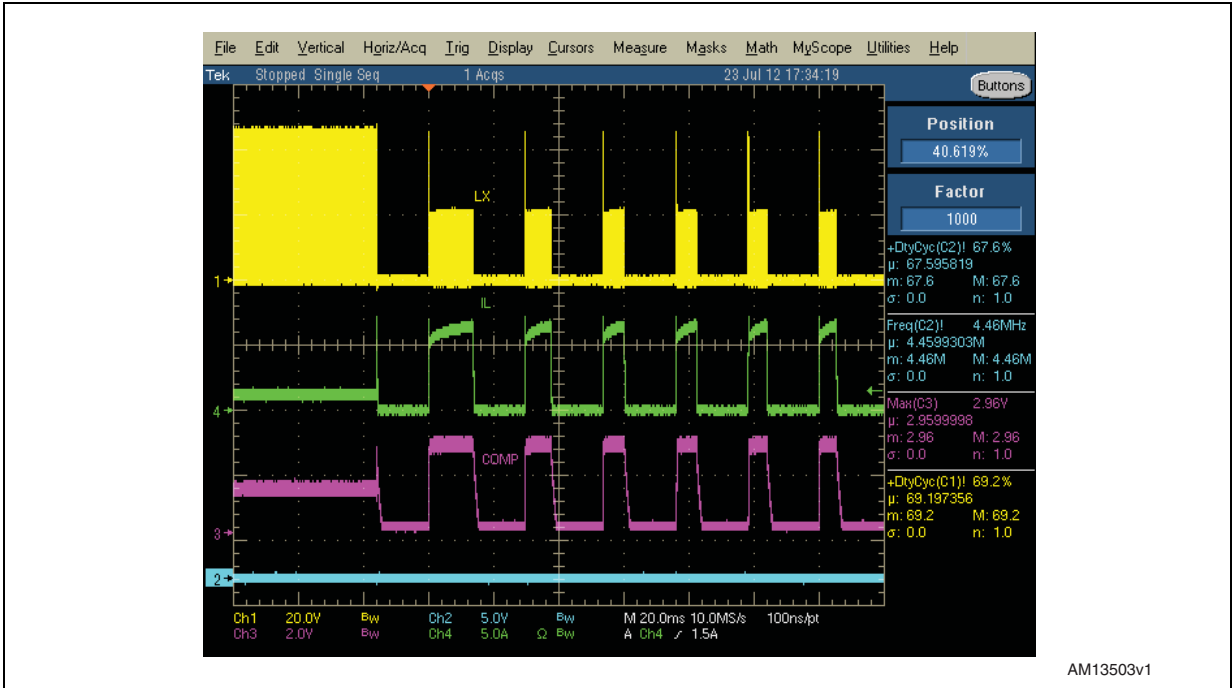 File Edit Vertical Horiz/Acq Trig Display Cursors Measure Masks Math MyScope Utilities Help
Tek Stopped Single Seq 1 Acqs 23 Jul 12 17:34:19
Buttons
Position
40.619%
Factor
1000
LX
1
IL
4
COMP
3
2
+DtyCyc(C2)! 67.6%
µ: 67.595819
m: 67.6 M: 67.6
σ: 0.0 n: 1.0
Freq(C2)! 4.46MHz
µ: 4.4599303M
m: 4.46M M: 4.46M
σ: 0.0 n: 1.0
Max(C3) 2.96V
µ: 2.9599998
m: 2.96 M: 2.96
σ: 0.0 n: 1.0
+DtyCyc(C1)! 69.2%
µ: 69.197356
m: 69.2 M: 69.2
σ: 0.0 n: 1.0
Ch1 20.0V Bw Ch2 5.0V Bw M 20.0ms 10.0MS/s 100ns/pt
Ch3 2.0V Bw Ch4 5.0A Ω Bw A Ch4 ∕ 1.5A
AM13503v1